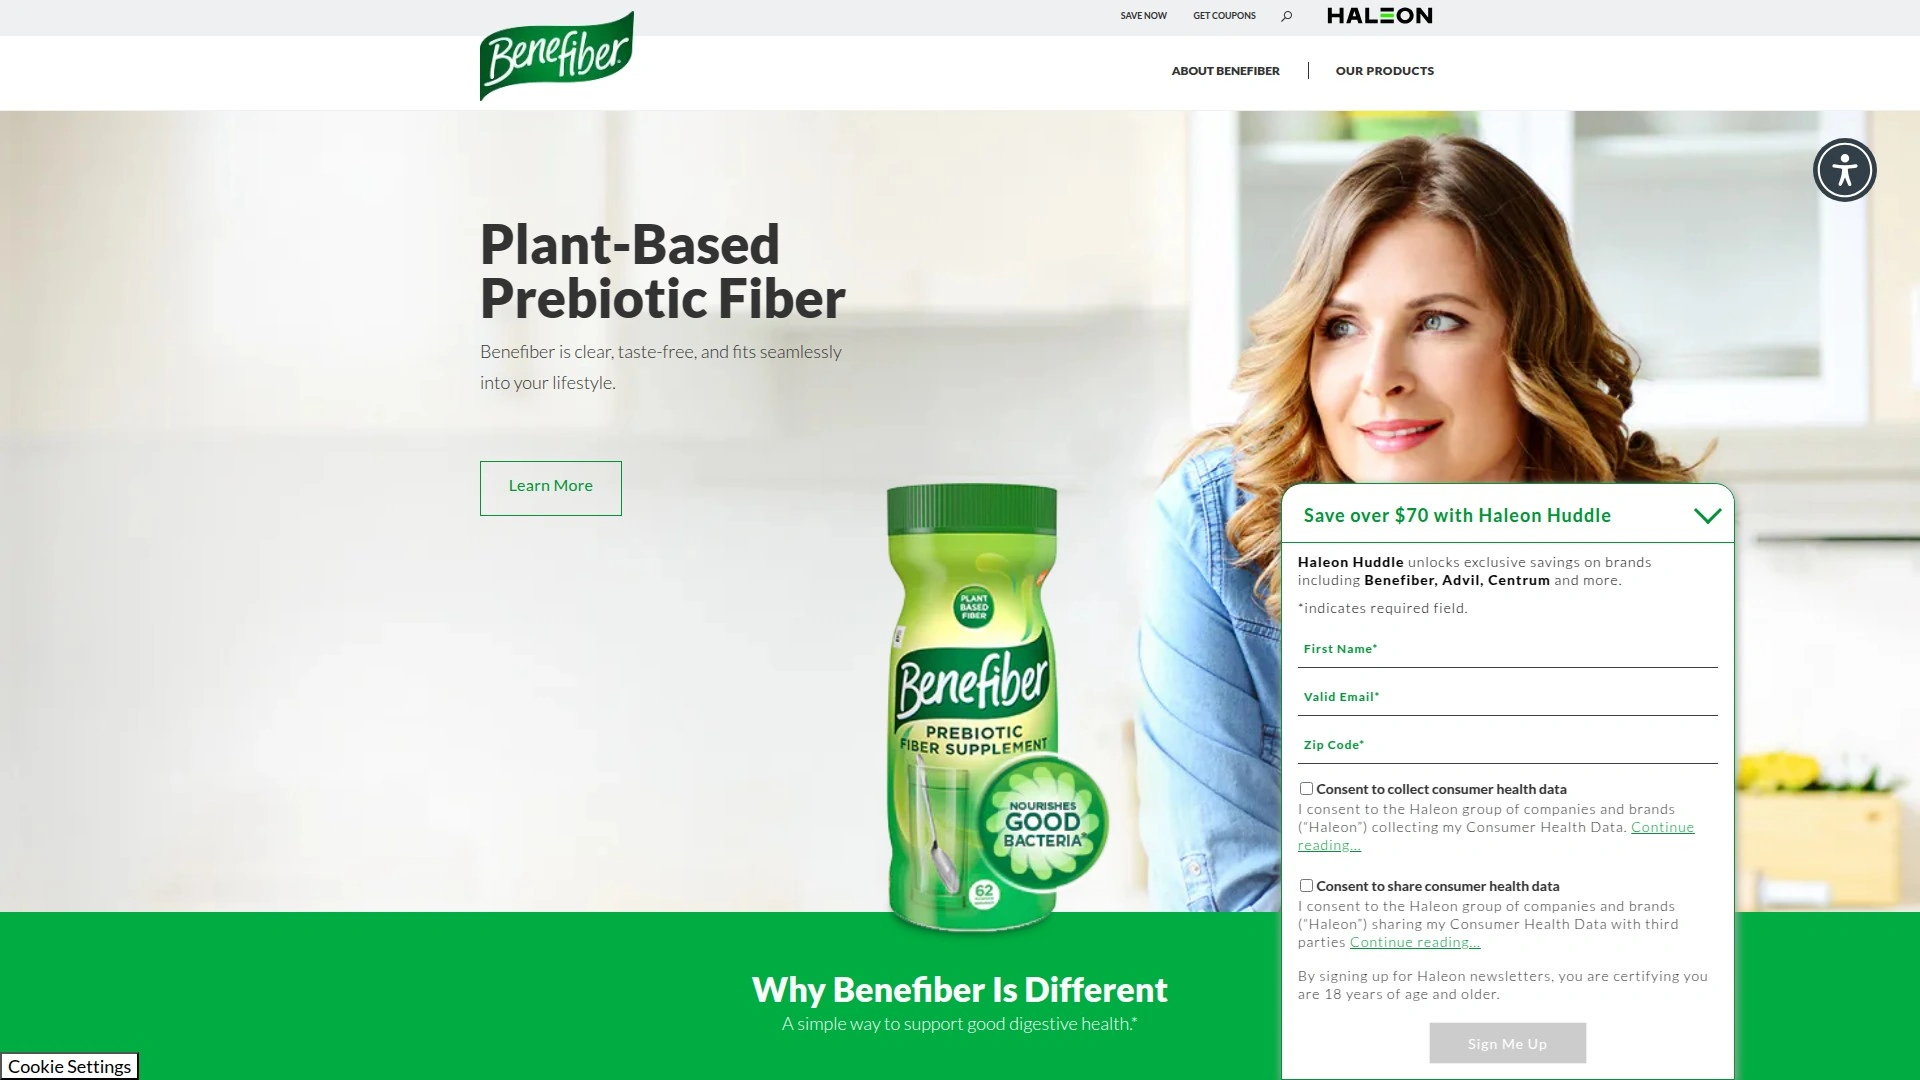 SAVE NOW
GET COUPONS
HALEON
Benefiber
ABOUT BENEFIBER
OUR PRODUCTS
Plant-Based
Prebiotic Fiber
Benefiber is clear, taste-free, and fits seamlessly
into your lifestyle.
Learn More
PLANT
BASED
FIBER
Benefiber
PREBIOTIC
FIBER SUPPLEMENT
NOURISHES
GOOD
BACTERIA*
62
Save over $70 with Haleon Huddle
Haleon Huddle unlocks exclusive savings on brands
including Benefiber, Advil, Centrum and more.
*indicates required field.
First Name*
Valid Email*
Zip Code*
Consent to collect consumer health data
I consent to the Haleon group of companies and brands
(“Haleon”) collecting my Consumer Health Data. Continue
reading...
Consent to share consumer health data
I consent to the Haleon group of companies and brands
(“Haleon”) sharing my Consumer Health Data with third
parties Continue reading...
By signing up for Haleon newsletters, you are certifying you
are 18 years of age and older.
Sign Me Up
Why Benefiber Is Different
A simple way to support good digestive health.*
Cookie Settings